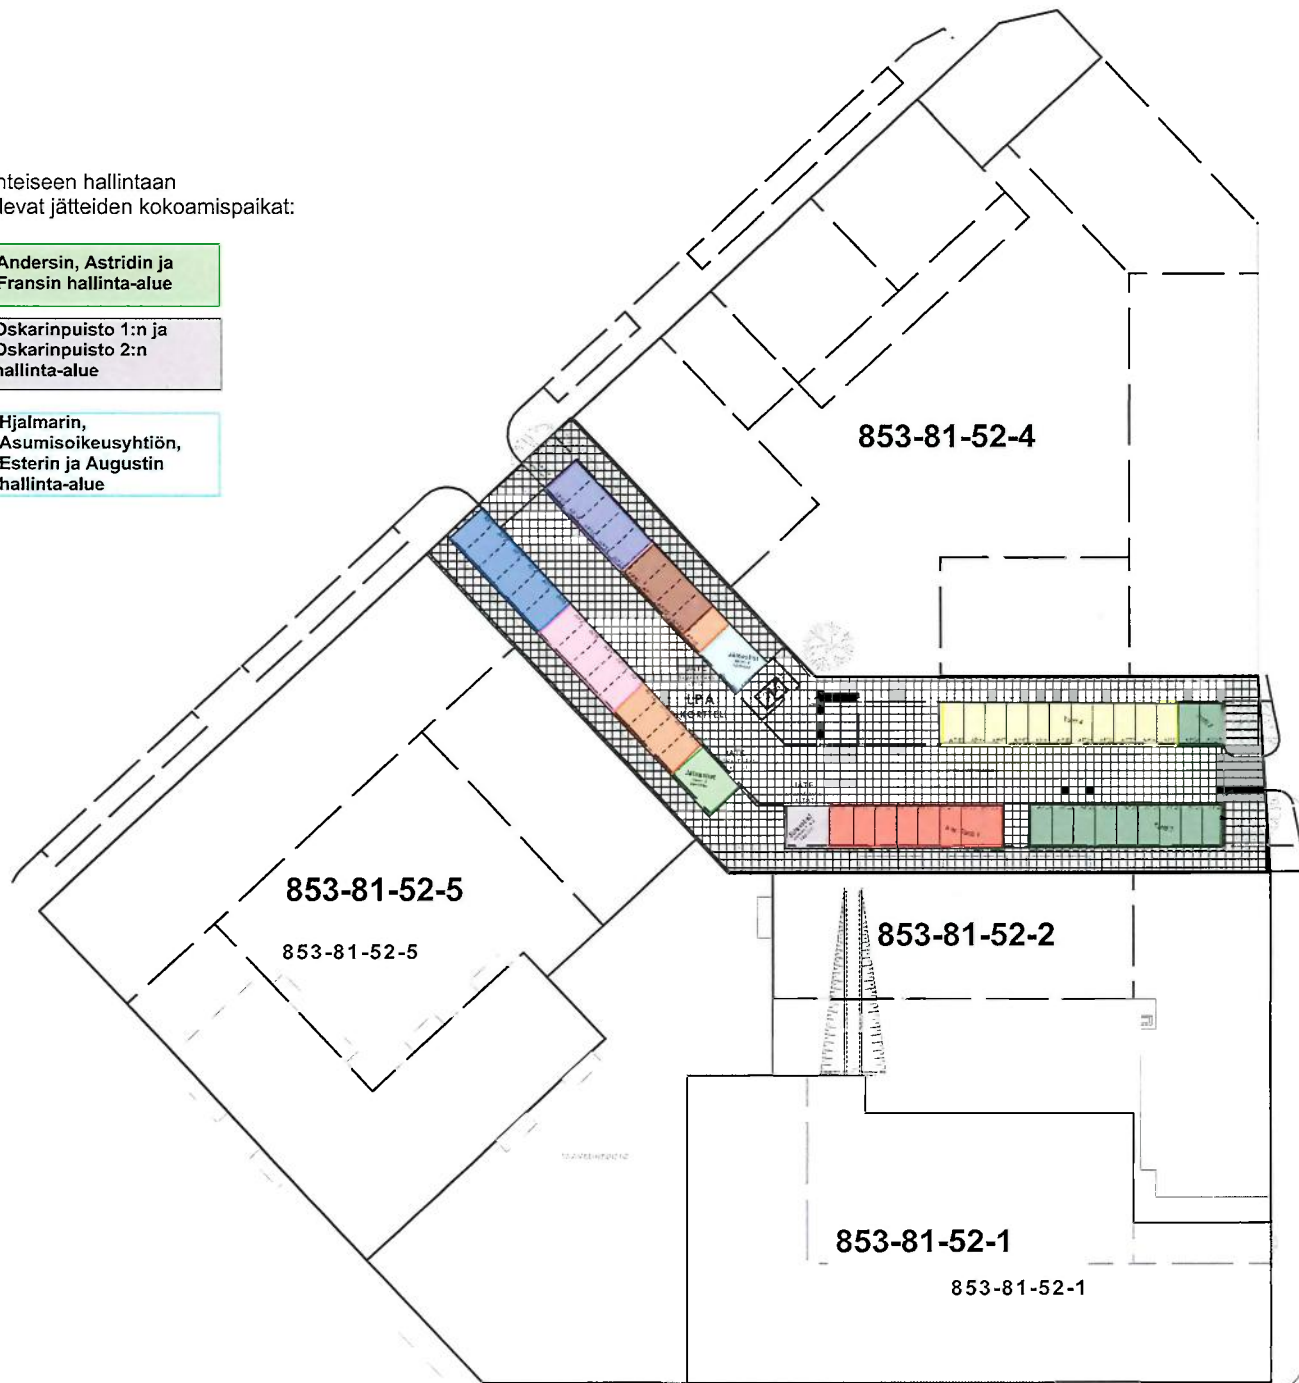 nteiseen hallintaan
levat jätteiden kokoamispaikat:
Andersin, Astridin ja
Fransin hallinta-alue
Oskarinpuisto 1:n ja
Oskarinpuisto 2:n
hallinta-alue
Hjalmarin,
Asumisoikeusyhtiön,
Esterin ja Augustin
hallinta-alue
853-81-52-4
LPA
KORTTEL
JÄTE
853-81-52-5
853-81-52-5
853-81-52-2
853-81-52-1
853-81-52-1